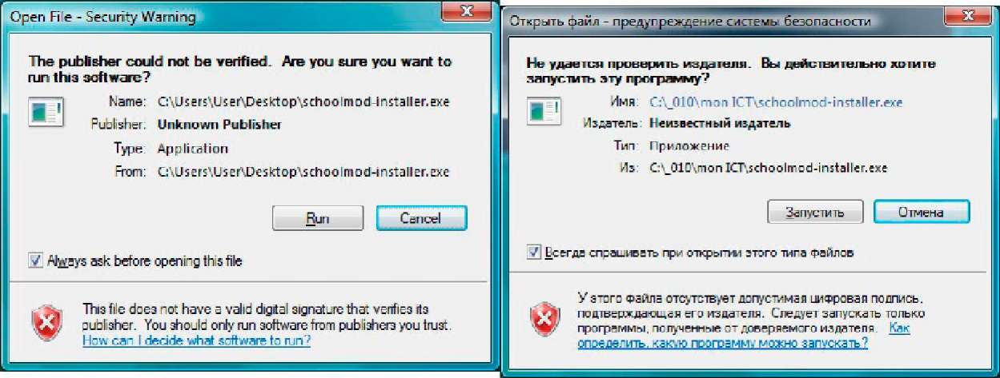 Open File - Security Warning
The publisher could not be verified. Are you sure you want to
run this software?
Name: C:\Users\User\Desktop\schoolmod-installer.exe
Publisher: Unknown Publisher
Type: Application
From: C:\Users\User\Desktop\schoolmod-installer.exe
Run Cancel
Always ask before opening this file
This file does not have a valid digital signature that verifies its
publisher. You should only run software from publishers you trust.
How can I decide what software to run?
Открыть файл - предупреждение системы безопасности
Не удается проверить издателя. Вы действительно хотите
запустить эту программу?
Имя: C:\_010\mon ICT\schoolmod-installer.exe
Издатель: Неизвестный издатель
Тип: Приложение
Из: C:\_010\mon ICT\schoolmod-installer.exe
Запустить Отмена
Всегда спрашивать при открытии этого типа файлов
У этого файла отсутствует допустимая цифровая подпись,
подтверждающая его издателя. Следует запускать только
программы, полученные от доверяемого издателя. Как
определить, какую программу можно запускать?